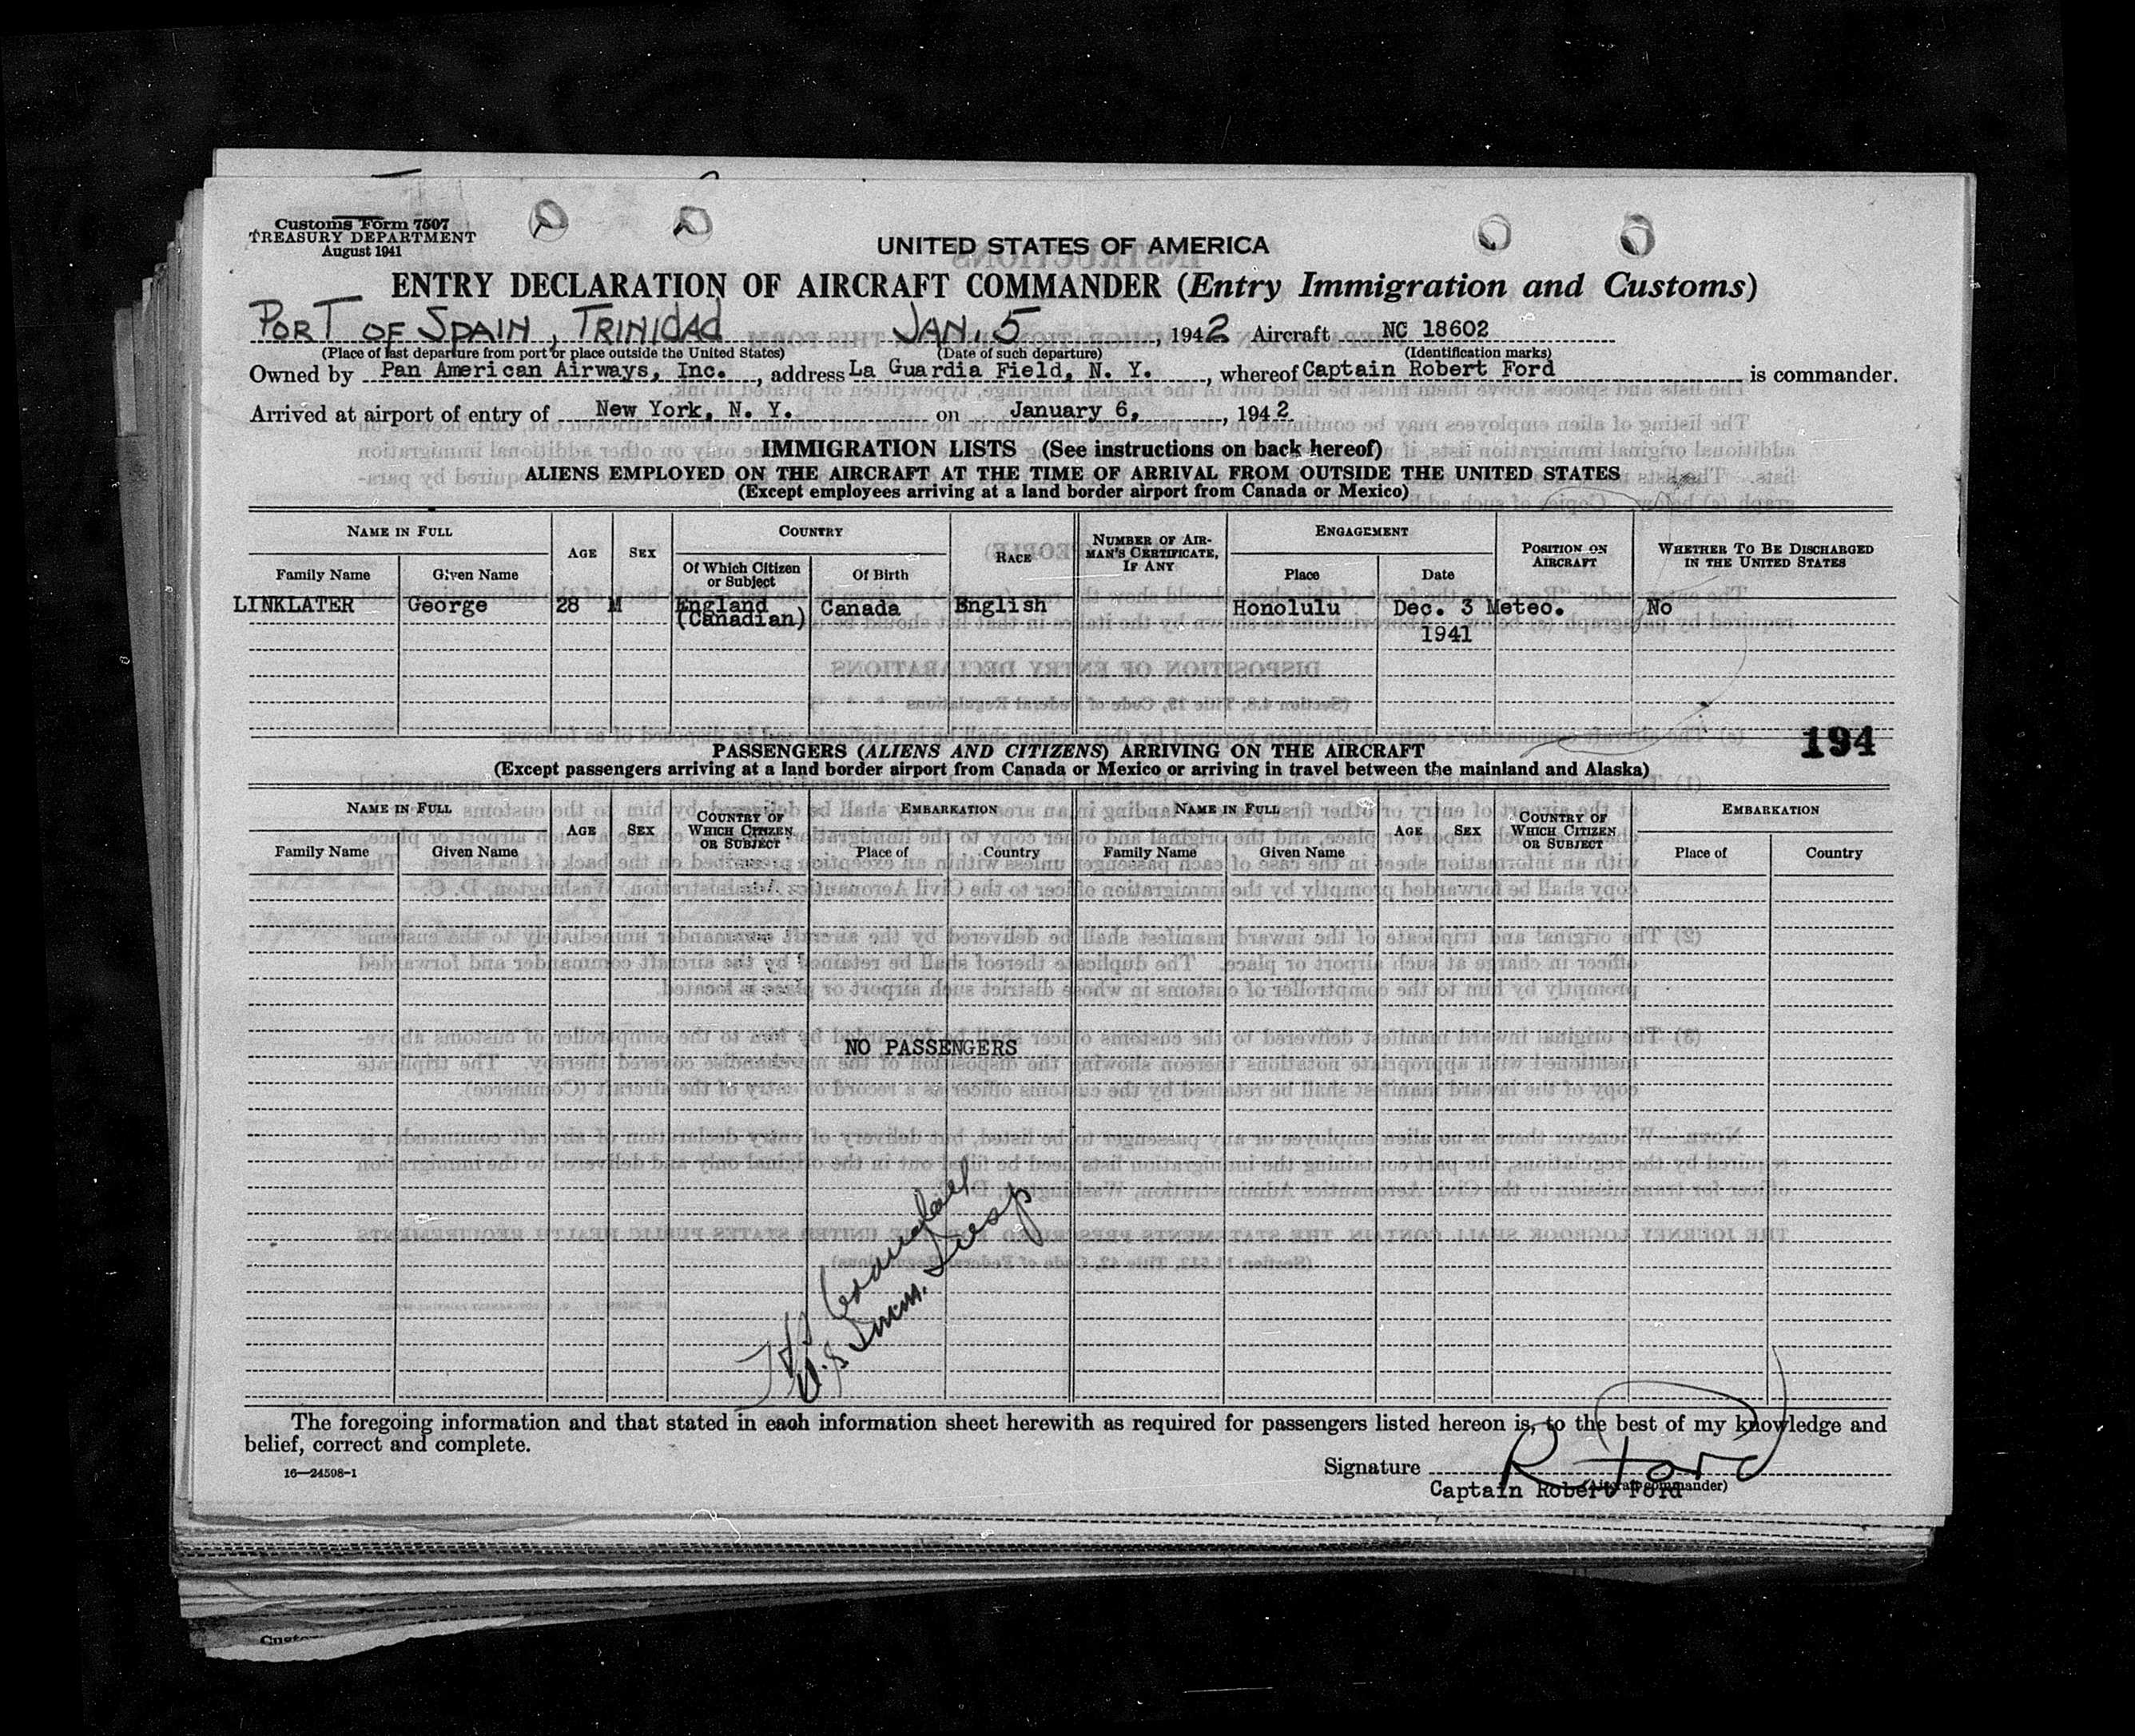 Customs Form 7507
TREASURY DEPARTMENT
August 1941
UNITED STATES OF AMERICA
ENTRY DECLARATION OF AIRCRAFT COMMANDER (Entry Immigration and Customs)
PORT OF SPAIN, TRINIDAD JAN. 5, 1942 Aircraft NC 18602
(Place of last departure from port or place outside the United States) (Date of such departure) (Identification marks)
Owned by Pan American Airways, Inc., address La Guardia Field, N. Y., whereof Captain Robert Ford is commander.
Arrived at airport of entry of New York, N. Y. on January 6, , 1942
IMMIGRATION LISTS (See instructions on back hereof)
ALIENS EMPLOYED ON THE AIRCRAFT AT THE TIME OF ARRIVAL FROM OUTSIDE THE UNITED STATES
(Except employees arriving at a land border airport from Canada or Mexico)
NAME IN FULL AGE SEX COUNTRY RACE NUMBER OF AIRMAN'S CERTIFICATE, IF ANY ENGAGEMENT POSITION ON AIRCRAFT WHETHER TO BE DISCHARGED IN THE UNITED STATES
Family Name Given Name Of Which Citizen or Subject Of Birth Place Date
LINKLATER George 28 M England Canada English Honolulu Dec. 3 Meteo. No
(Canadian) 1941
194
PASSENGERS (ALIENS AND CITIZENS) ARRIVING ON THE AIRCRAFT
(Except passengers arriving at a land border airport from Canada or Mexico or arriving in travel between the mainland and Alaska)
NAME IN FULL AGE SEX COUNTRY OF WHICH CITIZEN OR SUBJECT EMBARKATION NAME IN FULL AGE SEX COUNTRY OF WHICH CITIZEN OR SUBJECT EMBARKATION
Family Name Given Name Place of Country Family Name Given Name Place of Country
NO PASSENGERS
U.S Imm. Insp
The foregoing information and that stated in each information sheet herewith as required for passengers listed hereon is, to the best of my knowledge and
belief, correct and complete.
16—24598-1
Signature R Ford
(Aircraft commander)
Captain Robert Ford